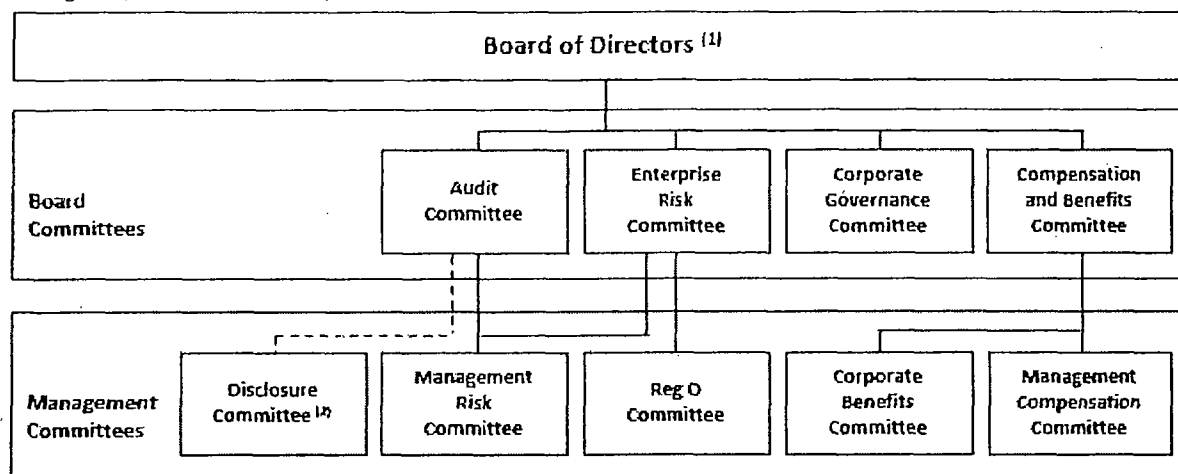 Board of Directors (1)
Board
Committees
Audit
Committee
Enterprise
Risk
Committee
Corporate
Governance
Committee
Compensation
and Benefits
Committee
Management
Committees
Disclosure
Committee (2)
Management
Risk
Committee
Reg O
Committee
Corporate
Benefits
Committee
Management
Compensation
Committee